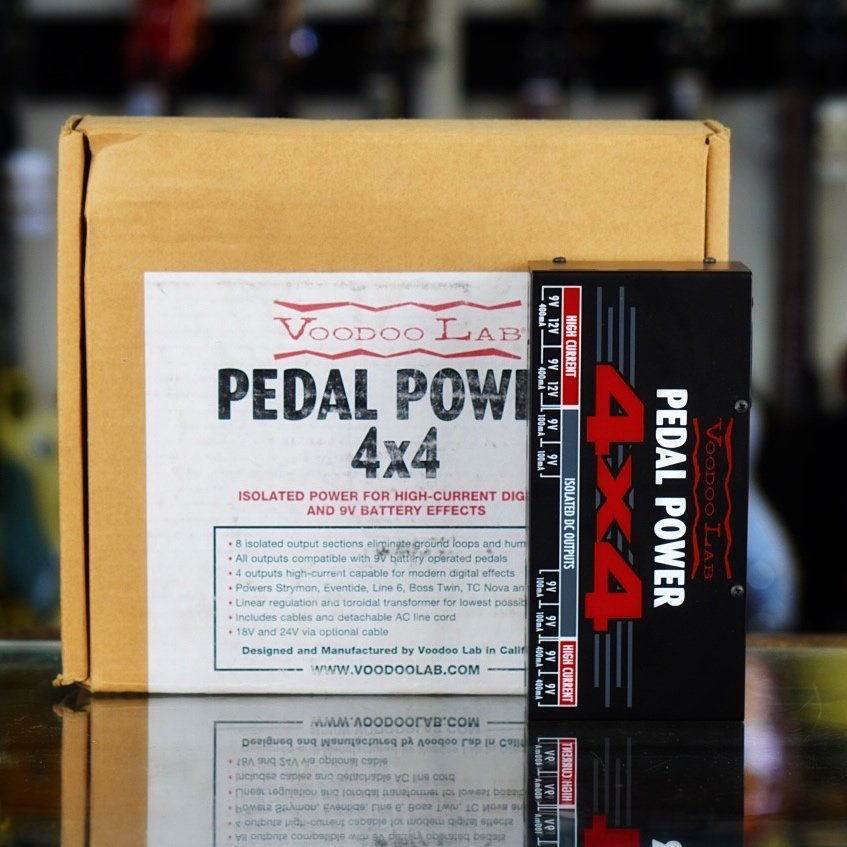 VOODOO LAB®
PEDAL POWE
4x4
ISOLATED POWER FOR HIGH-CURRENT DIGI
AND 9V BATTERY EFFECTS
• 8 isolated output sections eliminate ground loops and hum
• All outputs compatible with 9V battery operated pedals
• 4 outputs high-current capable for modern digital effects
• Powers Strymon, Eventide, Line 6, Boss Twin, TC Nova an
• Linear regulation and toroidal transformer for lowest possib
• Includes cables and detachable AC line cord
• 18V and 24V via optional cable
Designed and Manufactured by Voodoo Lab in Calif
WWW.VOODOOLAB.COM
VOODOO LAB
PEDAL POWER
4x4
HIGH CURRENT
ISOLATED DC OUTPUTS
HIGH CURRENT
9V 12V 9V 12V 9V 9V 9V 9V 9V 9V
400mA 400mA 100mA 100mA 100mA 100mA 400mA 400mA